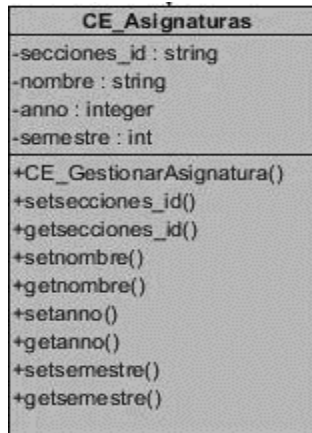 CE_Asignaturas
-secciones_id : string
-nombre : string
-anno : integer
-semestre : int
+CE_GestionarAsignatura()
+setsecciones_id()
+getsecciones_id()
+setnombre()
+getnombre()
+setanno()
+getanno()
+setsemestre()
+getsemestre()